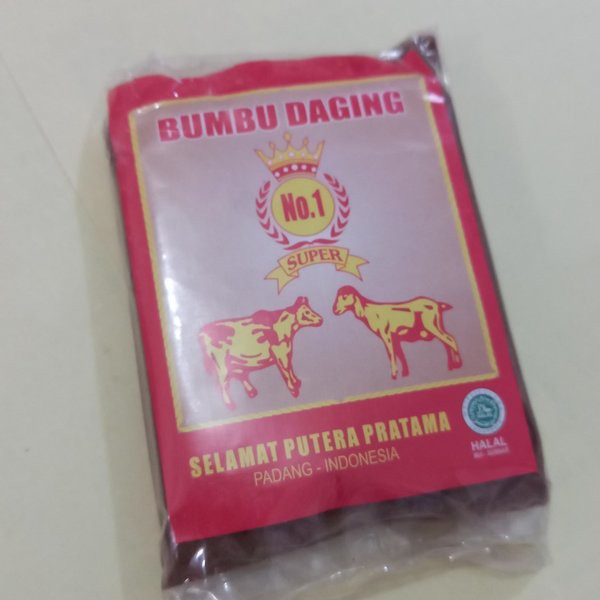 BUMBU DAGING
No.1
SUPER
SELAMAT PUTERA PRATAMA
PADANG - INDONESIA
HALAL